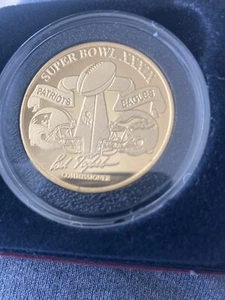 SUPER BOWL XXXIX
PATRIOTS
EAGLES
COMMISSIONER